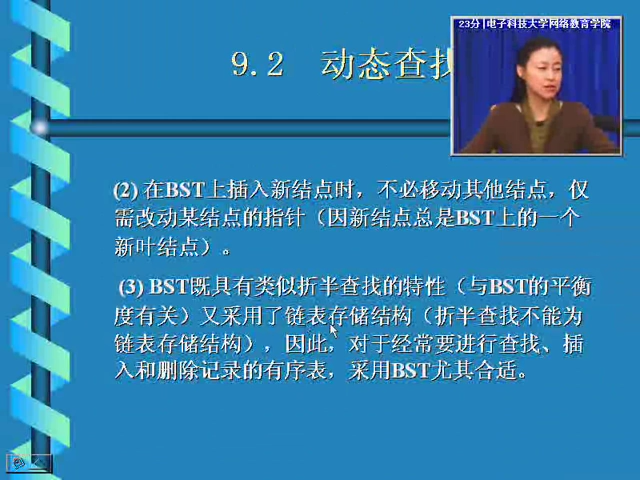 23分|电子科技大学网络教育学院
9.2 动态查找
(2) 在BST上插入新结点时，不必移动其他结点，仅
需改动某结点的指针（因新结点总是BST上的一个
新叶结点）。
(3) BST既具有类似折半查找的特性（与BST的平衡
度有关）又采用了链表存储结构（折半查找不能为
链表存储结构），因此，对于经常要进行查找、插
入和删除记录的有序表，采用BST尤其合适。